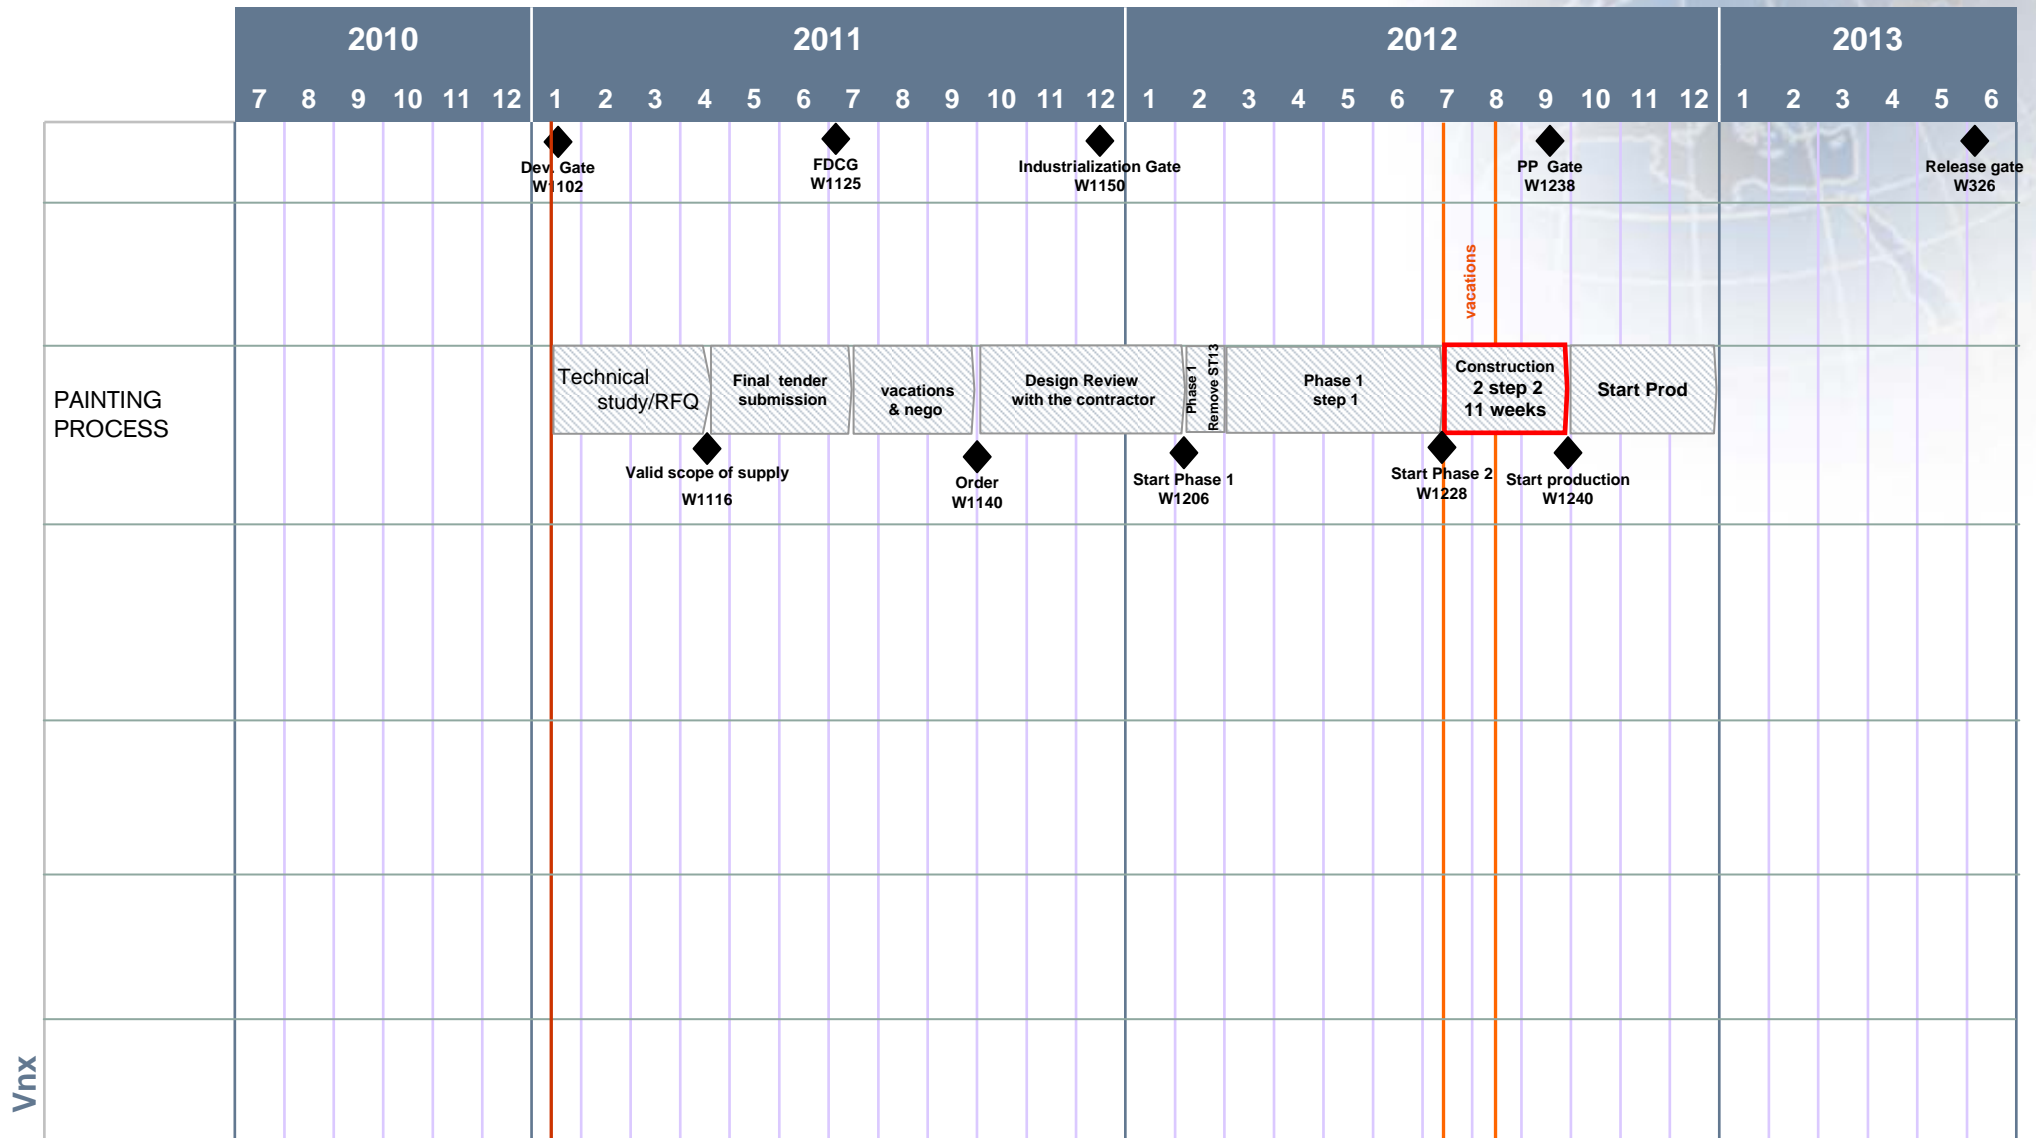 2010 2011 2012 2013
7 8 9 10 11 12 1 2 3 4 5 6 7 8 9 10 11 12 1 2 3 4 5 6 7 8 9 10 11 12 1 2 3 4 5 6
Dev. Gate
W1102
FDCG
W1125
Industrialization Gate
W1150
PP Gate
W1238
Release gate
W326
vacations
PAINTING
PROCESS
Technical
study/RFQ
Final tender
submission
vacations
& nego
Design Review
with the contractor
Phase 1
Remove ST13
Phase 1
step 1
Construction
2 step 2
11 weeks
Start Prod
Valid scope of supply
W1116
Order
W1140
Start Phase 1
W1206
Start Phase 2
W1228
Start production
W1240
Vnx